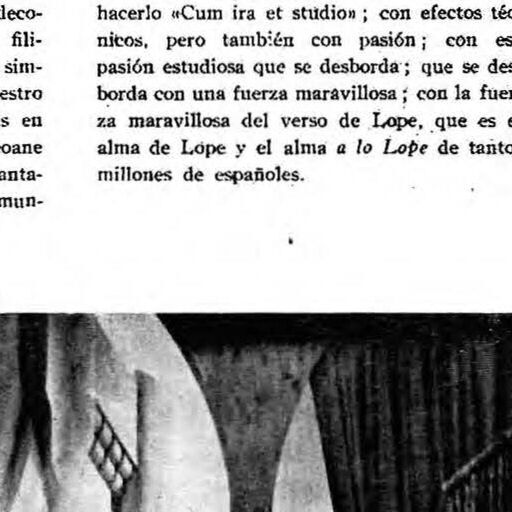 deco-
fili-
sim-
estro
s en
oane
anta-
mun-
hacerlo «Cum ira et studio»; con efectos téc
nicos, pero también con pasión; con es
pasión estudiosa que se desborda; que se des
borda con una fuerza maravillosa; con la fuer
za maravillosa del verso de Lope, que es e
alma de Lope y el alma a lo Lope de tanto
millones de españoles.